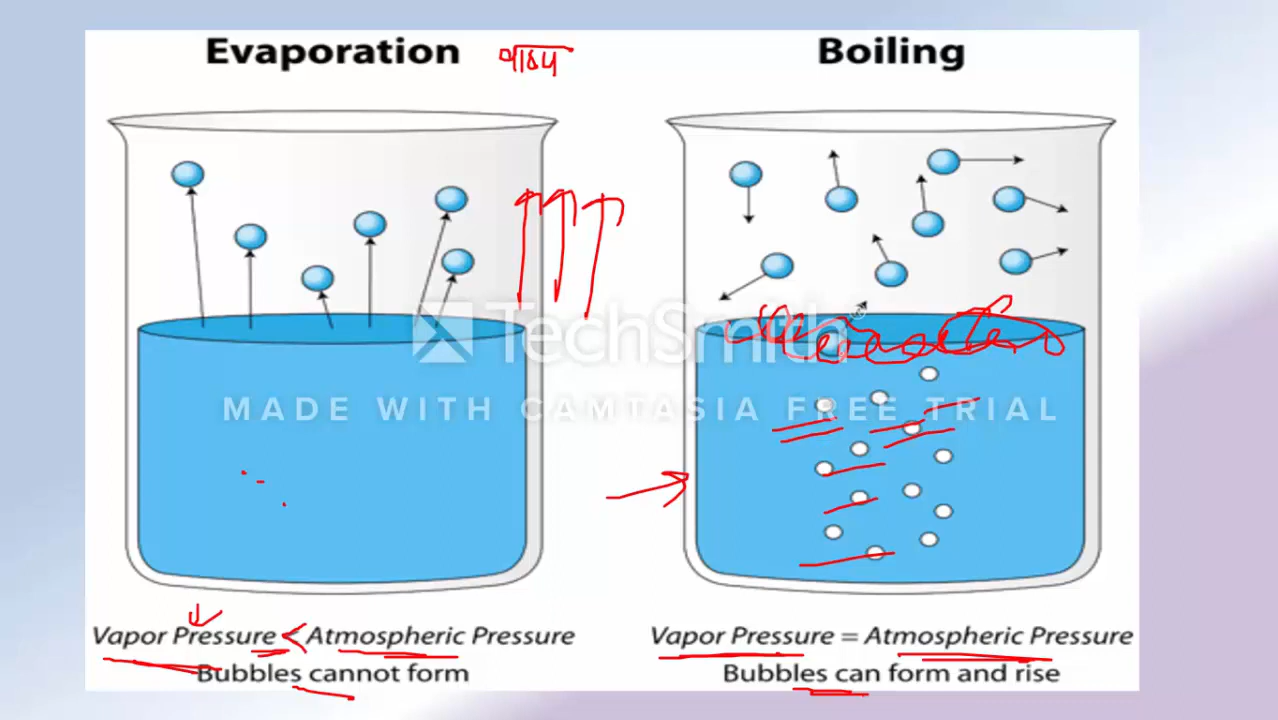 Evaporation
Boiling
TechSmith
MADE WITH CAMTASIA FREE TRIAL
Vapor Pressure < Atmospheric Pressure
Bubbles cannot form
Vapor Pressure = Atmospheric Pressure
Bubbles can form and rise